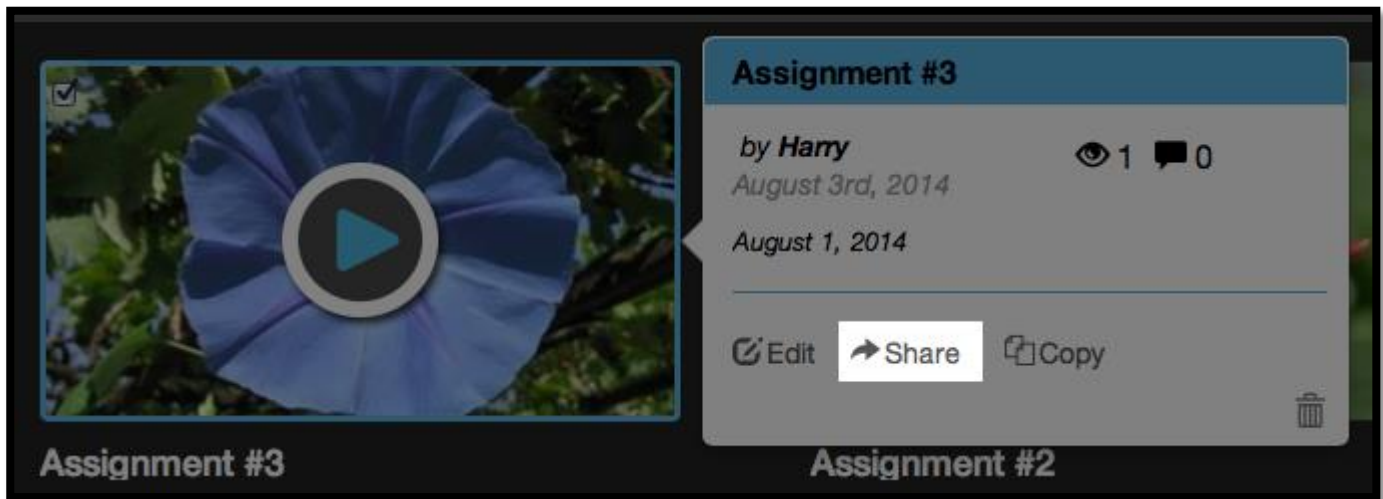 Assignment #3
by Harry
1 0
August 3rd, 2014
August 1, 2014
Edit Share Copy
Assignment #3
Assignment #2